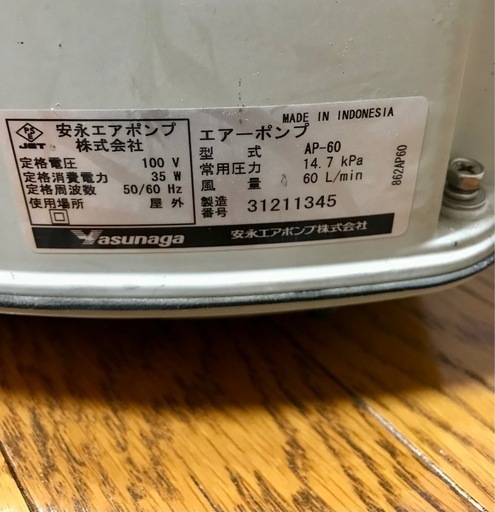 MADE IN INDONESIA
PS
E
JET
安永エアポンプ
株式会社
定格電圧 100 V
定格消費電力 35 W
定格周波数 50/60 Hz
使用場所 屋 外
エアーポンプ
型 式 AP-60
常用圧力 14.7 kPa
風 量 60 L/min
製造
番号 31211345
862AP60
Yasunaga 安永エアポンプ株式会社